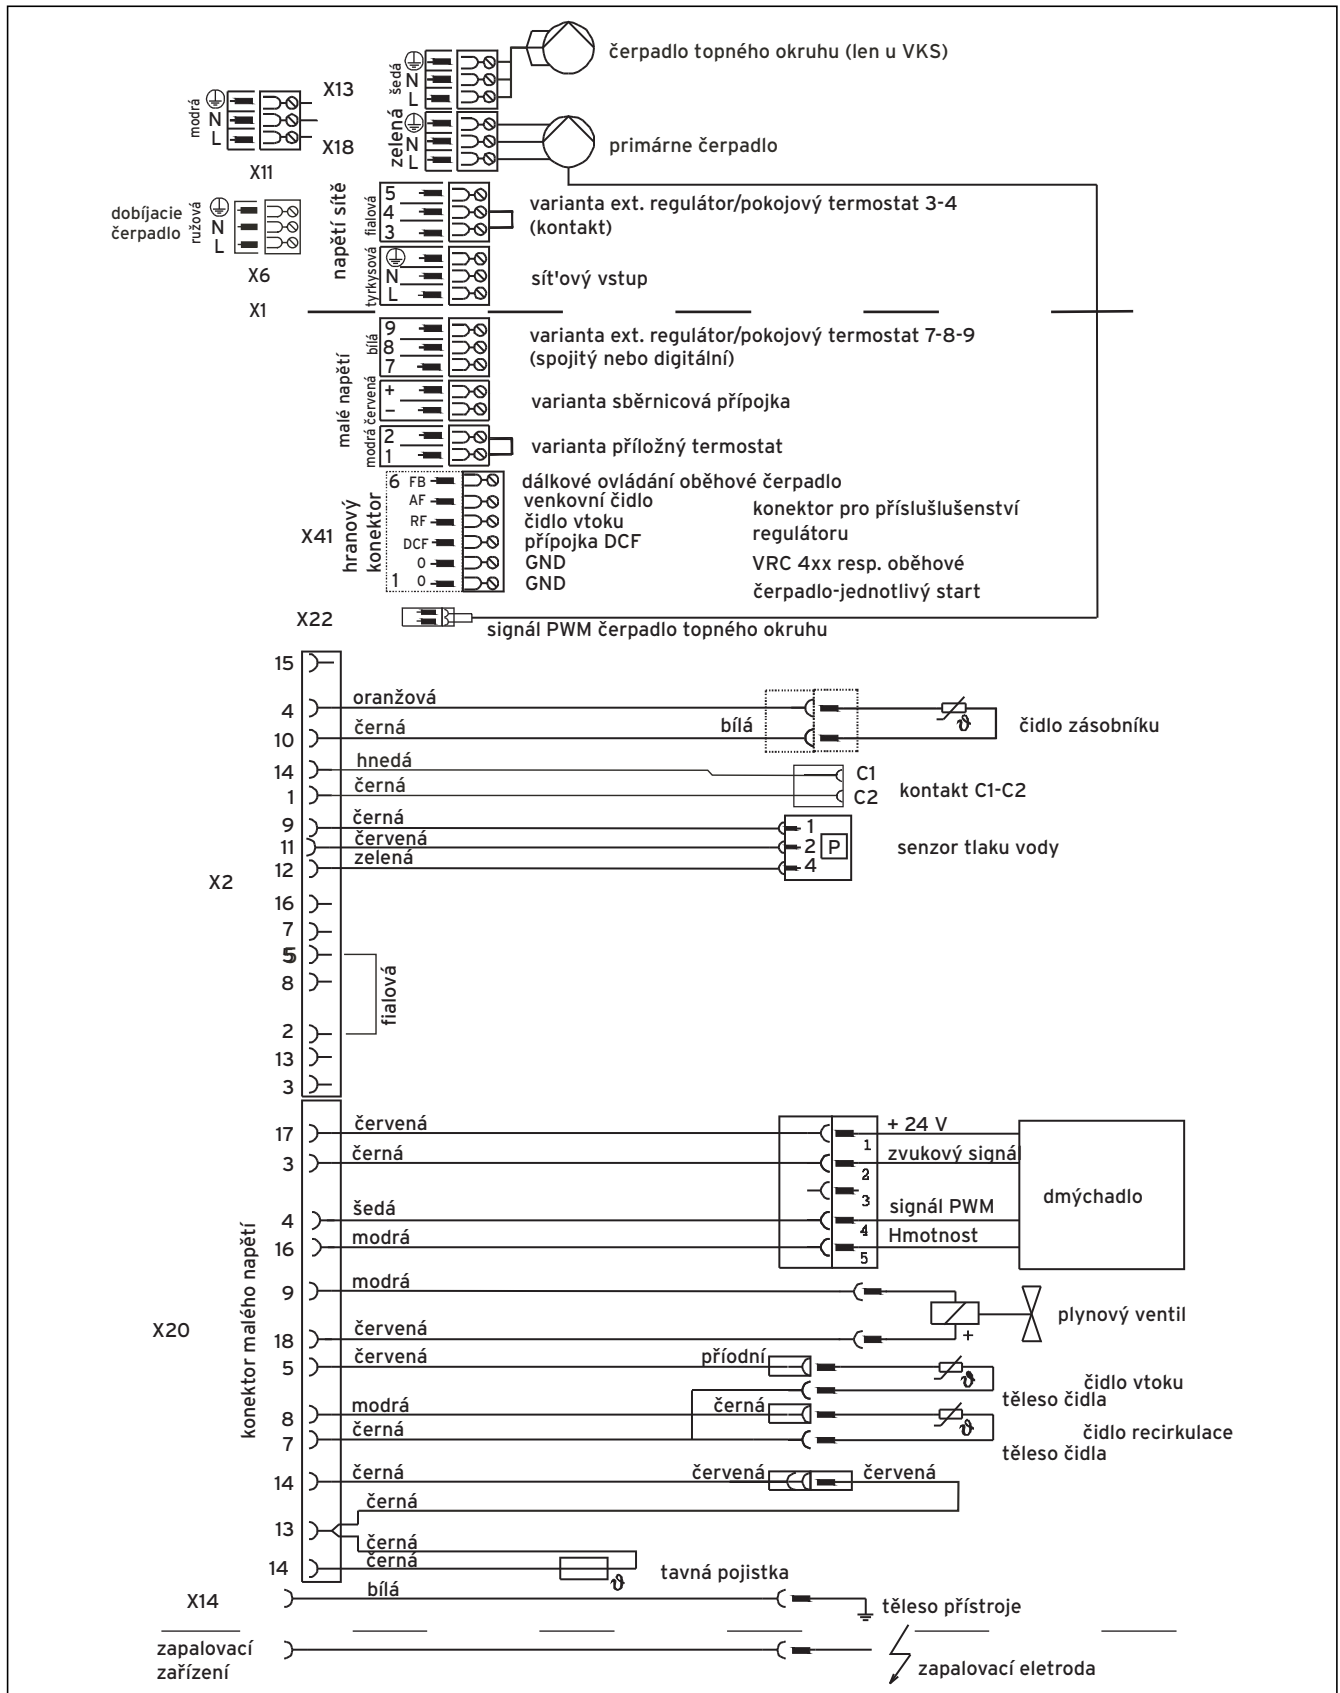 čerpadlo topného okruhu (len u VKS)
šedá
N
L
X13
modrá
N
L
X18
X11
zelená
N
L
primárne čerpadlo
napětí sítě
fialová
5
4
3
varianta ext. regulátor/pokojový termostat 3-4
(kontakt)
dobíjacie
čerpadlo
ružová
N
L
X6
tyrkysová
N
L
sít'ový vstup
X1
malé napětí
bílá
9
8
7
varianta ext. regulátor/pokojový termostat 7-8-9
(spojitý nebo digitální)
červená
+
−
varianta sběrnicová přípojka
modrá
2
1
varianta příložný termostat
X41
hranový
konektor
6 FB
dálkové ovládání oběhové čerpadlo
AF
venkovní čidlo
RF
čidlo vtoku
DCF
přípojka DCF
0
GND
1 0
GND
konektor pro příslušlušenství
regulátoru
VRC 4xx resp. oběhové
čerpadlo-jednotlivý start
X22
signál PWM čerpadlo topného okruhu
X2
15
4
oranžová
10
černá
bílá
čidlo zásobníku
14
hnedá
C1
1
černá
C2
kontakt C1-C2
9
černá
1
11
červená
2
P
senzor tlaku vody
12
zelená
4
16
7
5
8
fialová
2
13
3
X20
konektor malého napětí
17
červená
1
+ 24 V
3
černá
2
zvukový signál
3
dmýchadlo
4
šedá
4
signál PWM
16
modrá
5
Hmotnost
9
modrá
plynový ventil
18
červená
+
5
červená
příodní
ϑ
čidlo vtoku
těleso čidla
8
modrá
černá
ϑ
čidlo recirkulace
7
černá
těleso čidla
14
černá
červená
červená
černá
13
černá
14
černá
ϑ
tavná pojistka
X14
bílá
těleso přístroje
zapalovací
zařízení
zapalovací eletroda